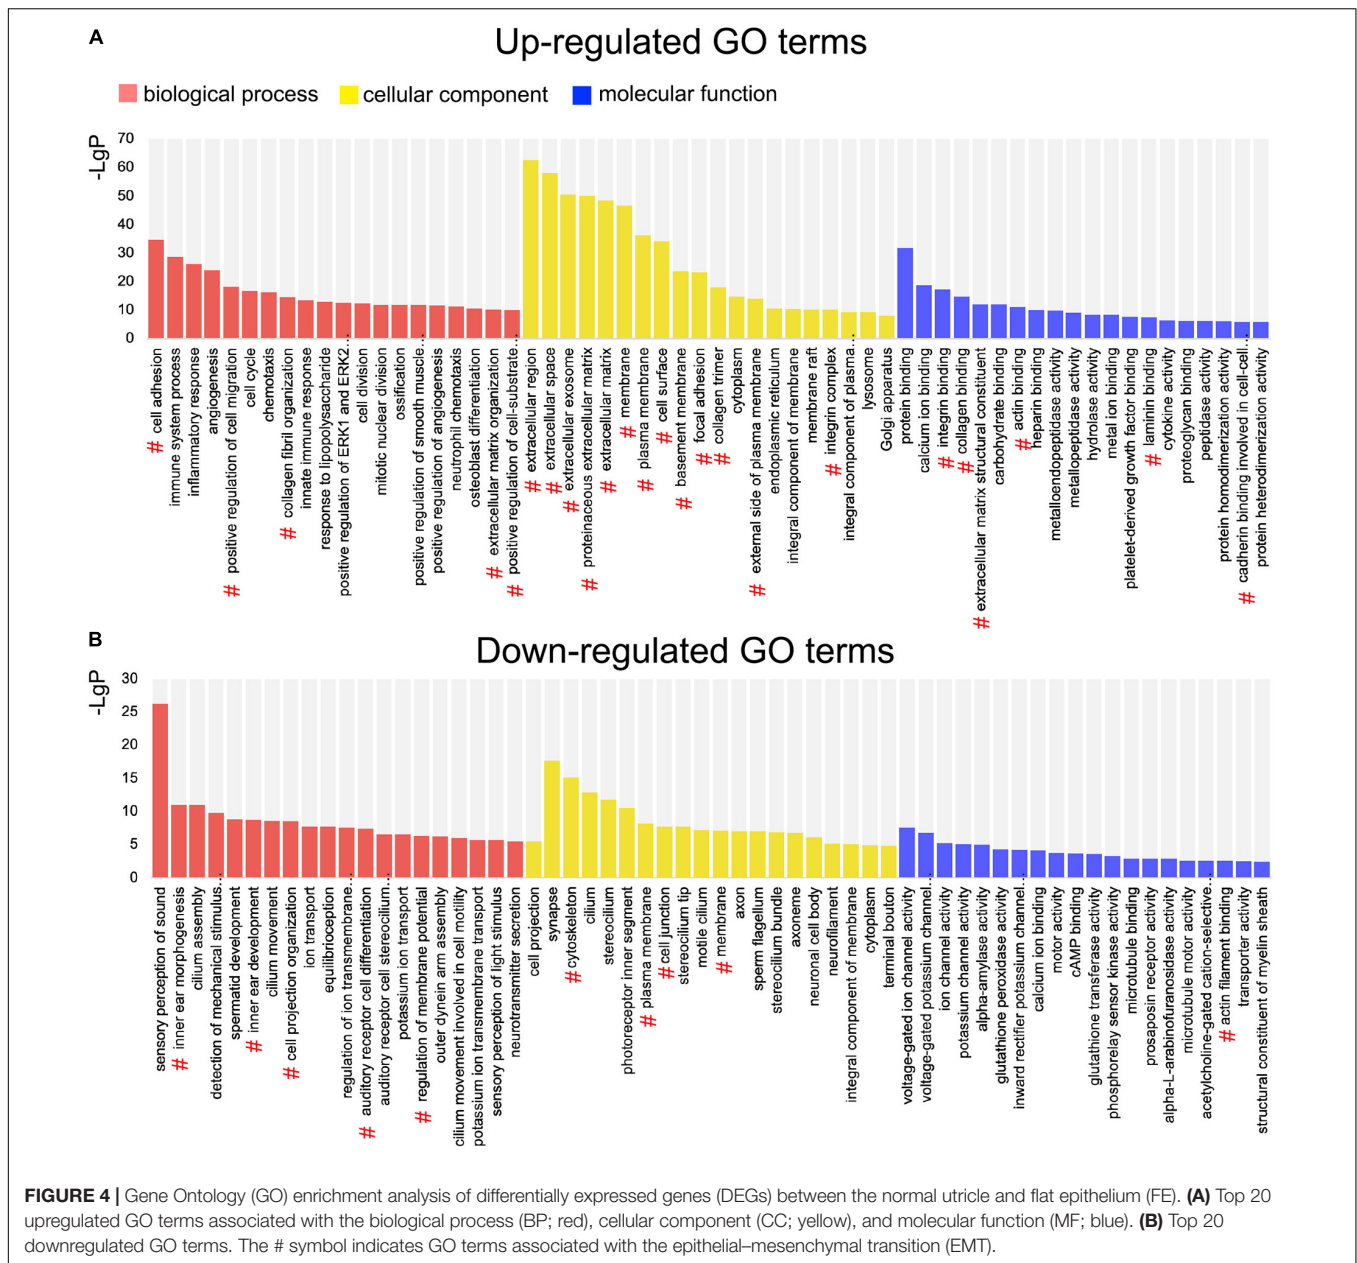 A
Up-regulated GO terms
biological process
cellular component
molecular function
-LgP
70
60
50
40
30
20
10
0
# cell adhesion
immune system process
inflammatory response
angiogenesis
# positive regulation of cell migration
cell cycle
chemotaxis
# collagen fibril organization
innate immune response
response to lipopolysaccharide
positive regulation of ERK1 and ERK2...
cell division
mitotic nuclear division
ossification
positive regulation of smooth muscle...
positive regulation of angiogenesis
neutrophil chemotaxis
osteoblast differentiation
# extracellular matrix organization
# positive regulation of cell-substrate...
# extracellular region
# extracellular space
# extracellular exosome
# proteinaceous extracellular matrix
# extracellular matrix
# membrane
# plasma membrane
# cell surface
# basement membrane
# focal adhesion
# collagen trimer
cytoplasm
# external side of plasma membrane
endoplasmic reticulum
integral component of membrane
membrane raft
# integrin complex
integral component of plasma...
lysosome
Golgi apparatus
protein binding
calcium ion binding
# integrin binding
# collagen binding
# extracellular matrix structural constituent
carbohydrate binding
# actin binding
heparin binding
metalloendopeptidase activity
metallopeptidase activity
hydrolase activity
metal ion binding
platelet-derived growth factor binding
# laminin binding
cytokine activity
proteoglycan binding
peptidase activity
protein homodimerization activity
# cadherin binding involved in cell-cell...
protein heterodimerization activity
B
Down-regulated GO terms
-LgP
30
25
20
15
10
5
0
sensory perception of sound
# inner ear morphogenesis
cilium assembly
detection of mechanical stimulus...
spermatid development
# inner ear development
cilium movement
# cell projection organization
ion transport
equilibrioception
regulation of ion transmembrane...
# auditory receptor cell differentiation
auditory receptor cell stereocilium...
potassium ion transport
# regulation of membrane potential
outer dynein arm assembly
cilium movement involved in cell motility
potassium ion transmembrane transport
sensory perception of light stimulus
neurotransmitter secretion
cell projection
synapse
# cytoskeleton
cilium
stereocilium
photoreceptor inner segment
# plasma membrane
# cell junction
stereocilium tip
motile cilium
# membrane
axon
sperm flagellum
stereocilium bundle
axoneme
neuronal cell body
neurofilament
integral component of membrane
cytoplasm
terminal bouton
voltage-gated ion channel activity
voltage-gated potassium channel...
ion channel activity
potassium channel activity
alpha-amylase activity
glutathione peroxidase activity
inward rectifier potassium channel...
calcium ion binding
motor activity
cAMP binding
glutathione transferase activity
phosphorelay sensor kinase activity
microtubule binding
prosaposin receptor activity
alpha-L-arabinofuranosidase activity
microtubule motor activity
acetylcholine-gated cation-selective...
# actin filament binding
transporter activity
structural constituent of myelin sheath
FIGURE 4 | Gene Ontology (GO) enrichment analysis of differentially expressed genes (DEGs) between the normal utricle and flat epithelium (FE). (A) Top 20
upregulated GO terms associated with the biological process (BP; red), cellular component (CC; yellow), and molecular function (MF; blue). (B) Top 20
downregulated GO terms. The # symbol indicates GO terms associated with the epithelial–mesenchymal transition (EMT).